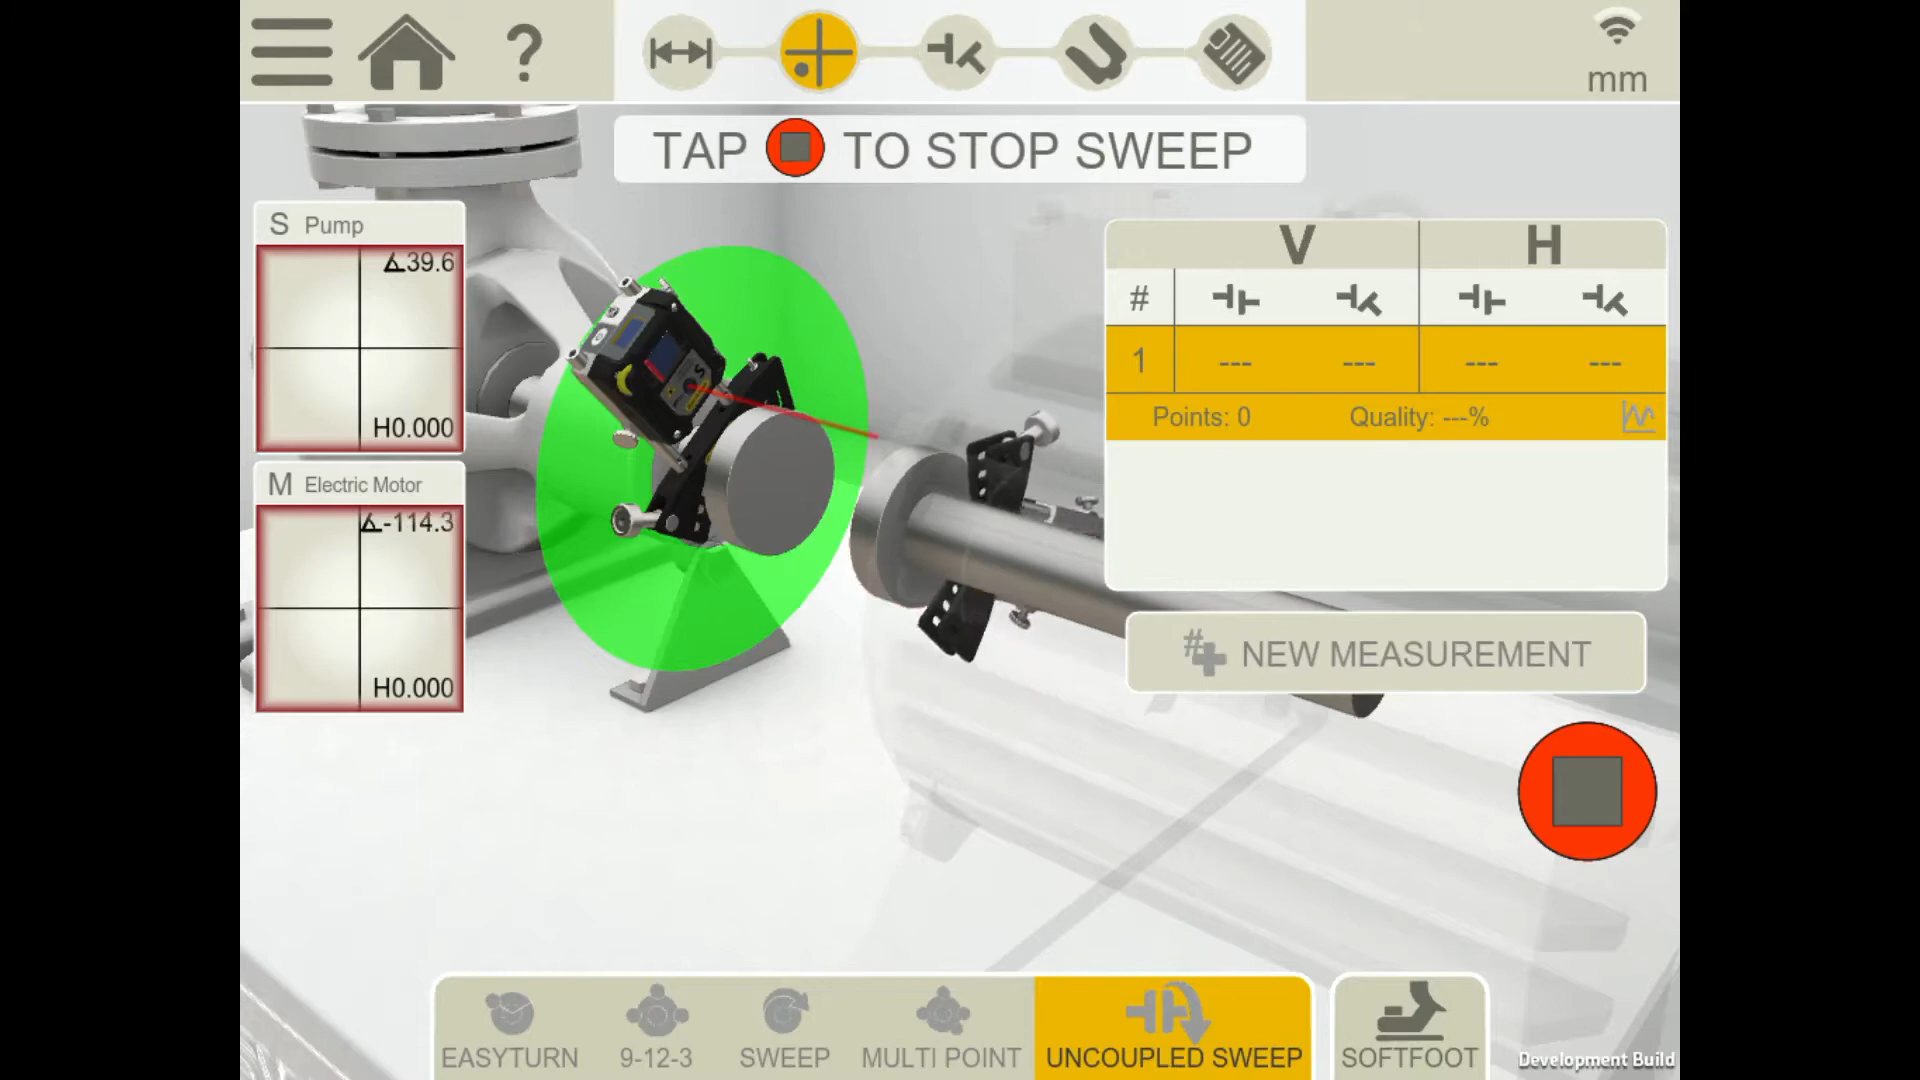 mm
TAP TO STOP SWEEP
S Pump
39.6
H0.000
M Electric Motor
-114.3
H0.000
V H
#
1 --- --- --- ---
Points: 0 Quality: ---%
# NEW MEASUREMENT
EASYTURN 9-12-3 SWEEP MULTI POINT UNCOUPLED SWEEP SOFTFOOT
Development Build